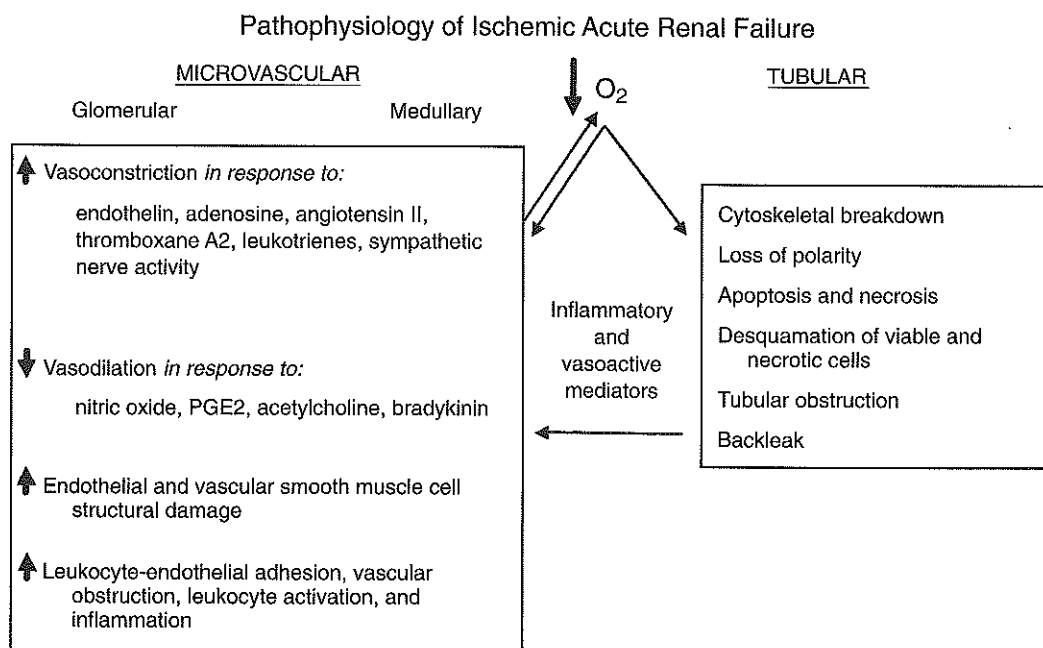 Pathophysiology of Ischemic Acute Renal Failure
MICROVASCULAR
Glomerular
Medullary
O2
TUBULAR
Vasoconstriction in response to:
endothelin, adenosine, angiotensin II,
thromboxane A2, leukotrienes, sympathetic
nerve activity
Vasodilation in response to:
nitric oxide, PGE2, acetylcholine, bradykinin
Endothelial and vascular smooth muscle cell
structural damage
Leukocyte-endothelial adhesion, vascular
obstruction, leukocyte activation, and
inflammation
Inflammatory
and
vasoactive
mediators
Cytoskeletal breakdown
Loss of polarity
Apoptosis and necrosis
Desquamation of viable and
necrotic cells
Tubular obstruction
Backleak